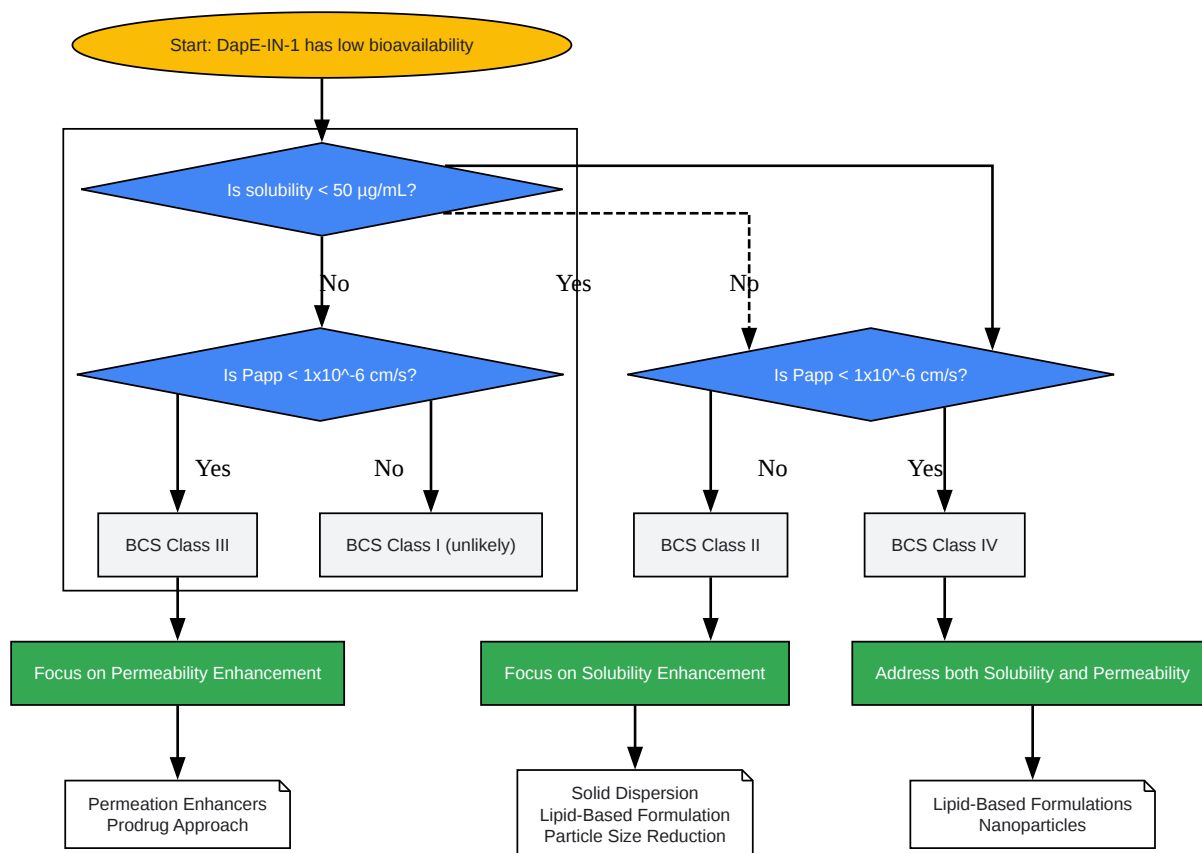 Start: DapE-IN-1 has low bioavailability
Is solubility < 50 µg/mL?
No
Yes
No
Is Papp < 1x10^-6 cm/s?
Is Papp < 1x10^-6 cm/s?
Yes
No
No
Yes
BCS Class III
BCS Class I (unlikely)
BCS Class II
BCS Class IV
Focus on Permeability Enhancement
Focus on Solubility Enhancement
Address both Solubility and Permeability
Permeation Enhancers
Prodrug Approach
Solid Dispersion
Lipid-Based Formulation
Particle Size Reduction
Lipid-Based Formulations
Nanoparticles